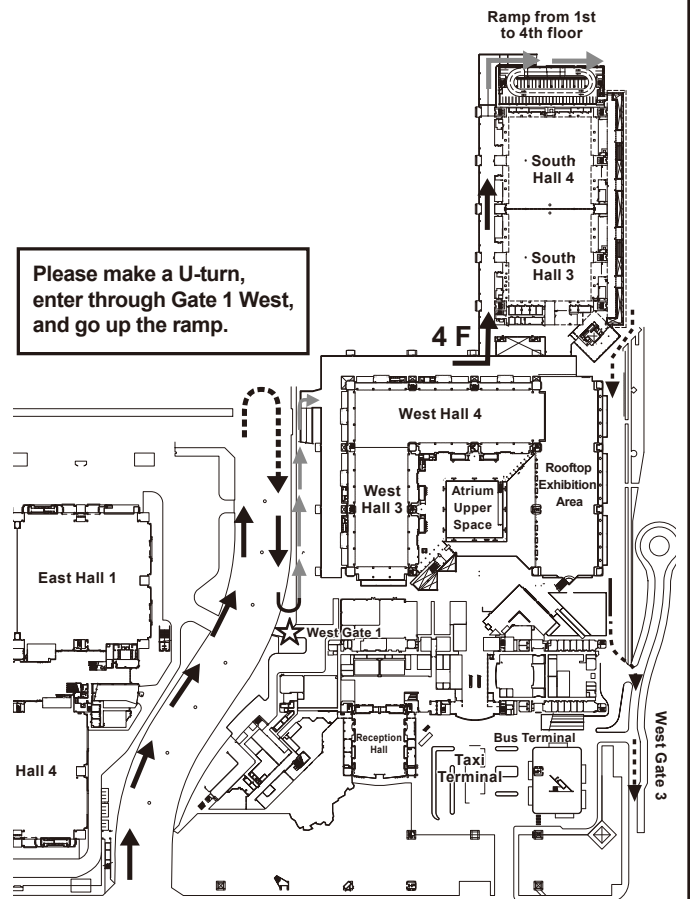 Ramp from 1st
to 4th floor
South
Hall 4
Please make a U-turn,
enter through Gate 1 West,
and go up the ramp.
South
Hall 3
4 F
West Hall 4
West
Hall 3
Atrium
Upper
Space
Rooftop
Exhibition
Area
East Hall 1
West Gate 1
Reception
Hall
Bus Terminal
Taxi
Terminal
West Gate 3
Hall 4